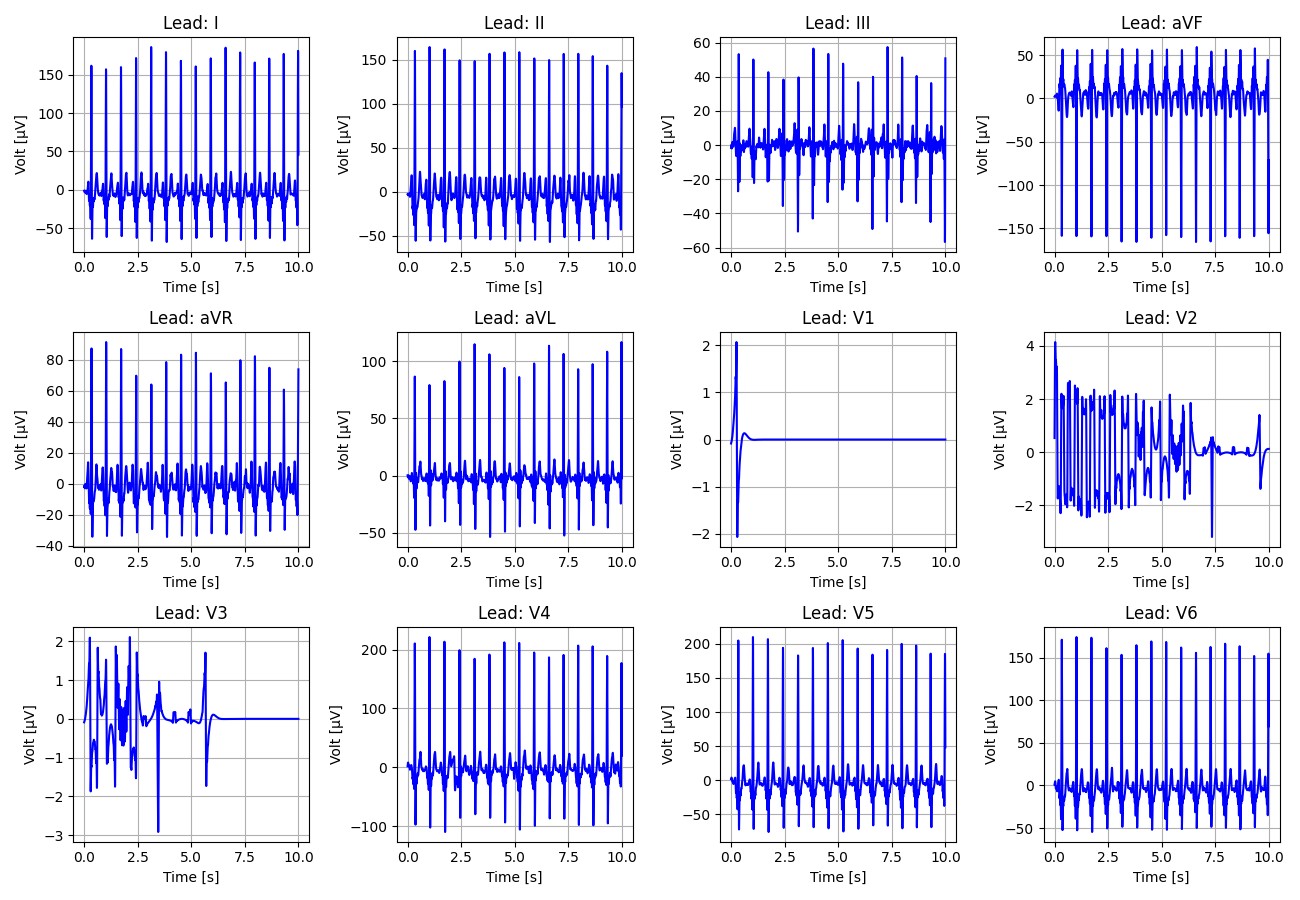 Lead: I
Volt [µV]
150
100
50
0
−50
0.0 2.5 5.0 7.5 10.0
Time [s]
Lead: II
Volt [µV]
150
100
50
0
−50
0.0 2.5 5.0 7.5 10.0
Time [s]
Lead: III
Volt [µV]
60
40
20
0
−20
−40
−60
0.0 2.5 5.0 7.5 10.0
Time [s]
Lead: aVF
Volt [µV]
50
0
−50
−100
−150
0.0 2.5 5.0 7.5 10.0
Time [s]
Lead: aVR
Volt [µV]
80
60
40
20
0
−20
−40
0.0 2.5 5.0 7.5 10.0
Time [s]
Lead: aVL
Volt [µV]
100
50
0
−50
0.0 2.5 5.0 7.5 10.0
Time [s]
Lead: V1
Volt [µV]
2
1
0
−1
−2
0.0 2.5 5.0 7.5 10.0
Time [s]
Lead: V2
Volt [µV]
4
2
0
−2
0.0 2.5 5.0 7.5 10.0
Time [s]
Lead: V3
Volt [µV]
2
1
0
−1
−2
−3
0.0 2.5 5.0 7.5 10.0
Time [s]
Lead: V4
Volt [µV]
200
100
0
−100
0.0 2.5 5.0 7.5 10.0
Time [s]
Lead: V5
Volt [µV]
200
150
100
50
0
−50
0.0 2.5 5.0 7.5 10.0
Time [s]
Lead: V6
Volt [µV]
150
100
50
0
−50
0.0 2.5 5.0 7.5 10.0
Time [s]